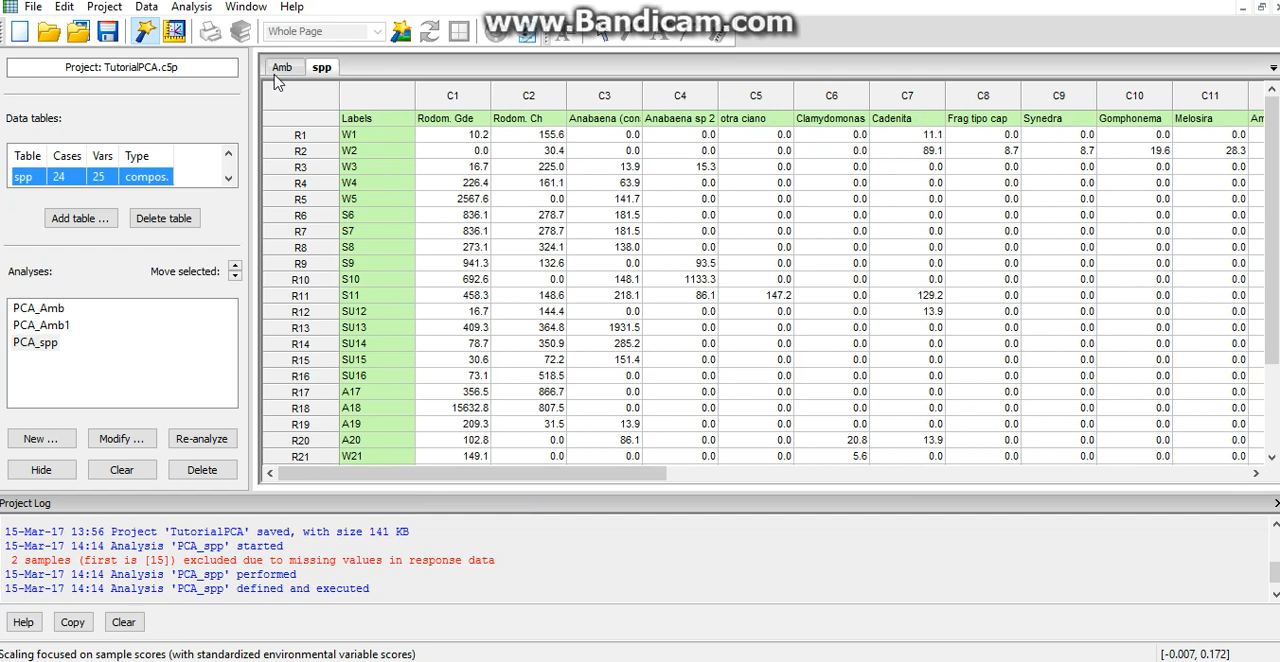 File Edit Project Data Analysis Window Help
www.Bandicam.com
Whole Page
Project: TutorialPCA.c5p
Amb spp
Data tables:
Table Cases Vars Type
spp 24 25 compos.
Add table ... Delete table
Analyses: Move selected:
PCA_Amb
PCA_Amb1
PCA_spp
New ... Modify ... Re-analyze
Hide Clear Delete
C1 C2 C3 C4 C5 C6 C7 C8 C9 C10 C11
Labels Rodom. Gde Rodom. Ch Anabaena (con Anabaena sp 2 otra ciano Clamydomonas Cadenita Frag tipo cap Synedra Gomphonema Melosira
R1 W1 10.2 155.6 0.0 0.0 0.0 0.0 11.1 0.0 0.0 0.0 0.0
R2 W2 0.0 30.4 0.0 0.0 0.0 0.0 89.1 8.7 8.7 19.6 28.3
R3 W3 16.7 225.0 13.9 15.3 0.0 0.0 0.0 0.0 0.0 0.0 0.0
R4 W4 226.4 161.1 63.9 0.0 0.0 0.0 0.0 0.0 0.0 0.0 0.0
R5 W5 2567.6 0.0 141.7 0.0 0.0 0.0 0.0 0.0 0.0 0.0 0.0
R6 S6 836.1 278.7 181.5 0.0 0.0 0.0 0.0 0.0 0.0 0.0 0.0
R7 S7 836.1 278.7 181.5 0.0 0.0 0.0 0.0 0.0 0.0 0.0 0.0
R8 S8 273.1 324.1 138.0 0.0 0.0 0.0 0.0 0.0 0.0 0.0 0.0
R9 S9 941.3 132.6 0.0 93.5 0.0 0.0 0.0 0.0 0.0 0.0 0.0
R10 S10 692.6 0.0 148.1 1133.3 0.0 0.0 0.0 0.0 0.0 0.0 0.0
R11 S11 458.3 148.6 218.1 86.1 147.2 0.0 129.2 0.0 0.0 0.0 0.0
R12 SU12 16.7 144.4 0.0 0.0 0.0 0.0 13.9 0.0 0.0 0.0 0.0
R13 SU13 409.3 364.8 1931.5 0.0 0.0 0.0 0.0 0.0 0.0 0.0 0.0
R14 SU14 78.7 350.9 285.2 0.0 0.0 0.0 0.0 0.0 0.0 0.0 0.0
R15 SU15 30.6 72.2 151.4 0.0 0.0 0.0 0.0 0.0 0.0 0.0 0.0
R16 SU16 73.1 518.5 0.0 0.0 0.0 0.0 0.0 0.0 0.0 0.0 0.0
R17 A17 356.5 866.7 0.0 0.0 0.0 0.0 0.0 0.0 0.0 0.0 0.0
R18 A18 15632.8 807.5 0.0 0.0 0.0 0.0 0.0 0.0 0.0 0.0 0.0
R19 A19 209.3 31.5 13.9 0.0 0.0 0.0 0.0 0.0 0.0 0.0 0.0
R20 A20 102.8 0.0 86.1 0.0 0.0 20.8 13.9 0.0 0.0 0.0 0.0
R21 W21 149.1 0.0 0.0 0.0 0.0 5.6 0.0 0.0 0.0 0.0 0.0
Project Log
15-Mar-17 13:56 Project 'TutorialPCA' saved, with size 141 KB
15-Mar-17 14:14 Analysis 'PCA_spp' started
2 samples (first is [15]) excluded due to missing values in response data
15-Mar-17 14:14 Analysis 'PCA_spp' performed
15-Mar-17 14:14 Analysis 'PCA_spp' defined and executed
Help Copy Clear
Scaling focused on sample scores (with standardized environmental variable scores) [-0.007, 0.172]